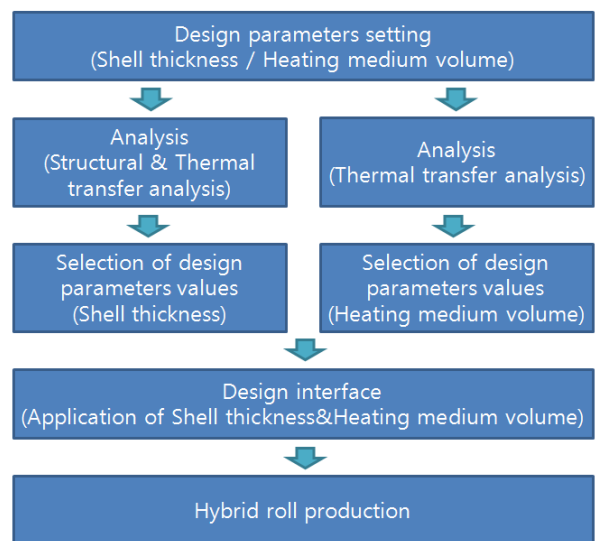 Design parameters setting
(Shell thickness / Heating medium volume)
Analysis
(Structural & Thermal
transfer analysis)
Analysis
(Thermal transfer analysis)
Selection of design
parameters values
(Shell thickness)
Selection of design
parameters values
(Heating medium volume)
Design interface
(Application of Shell thickness&Heating medium volume)
Hybrid roll production